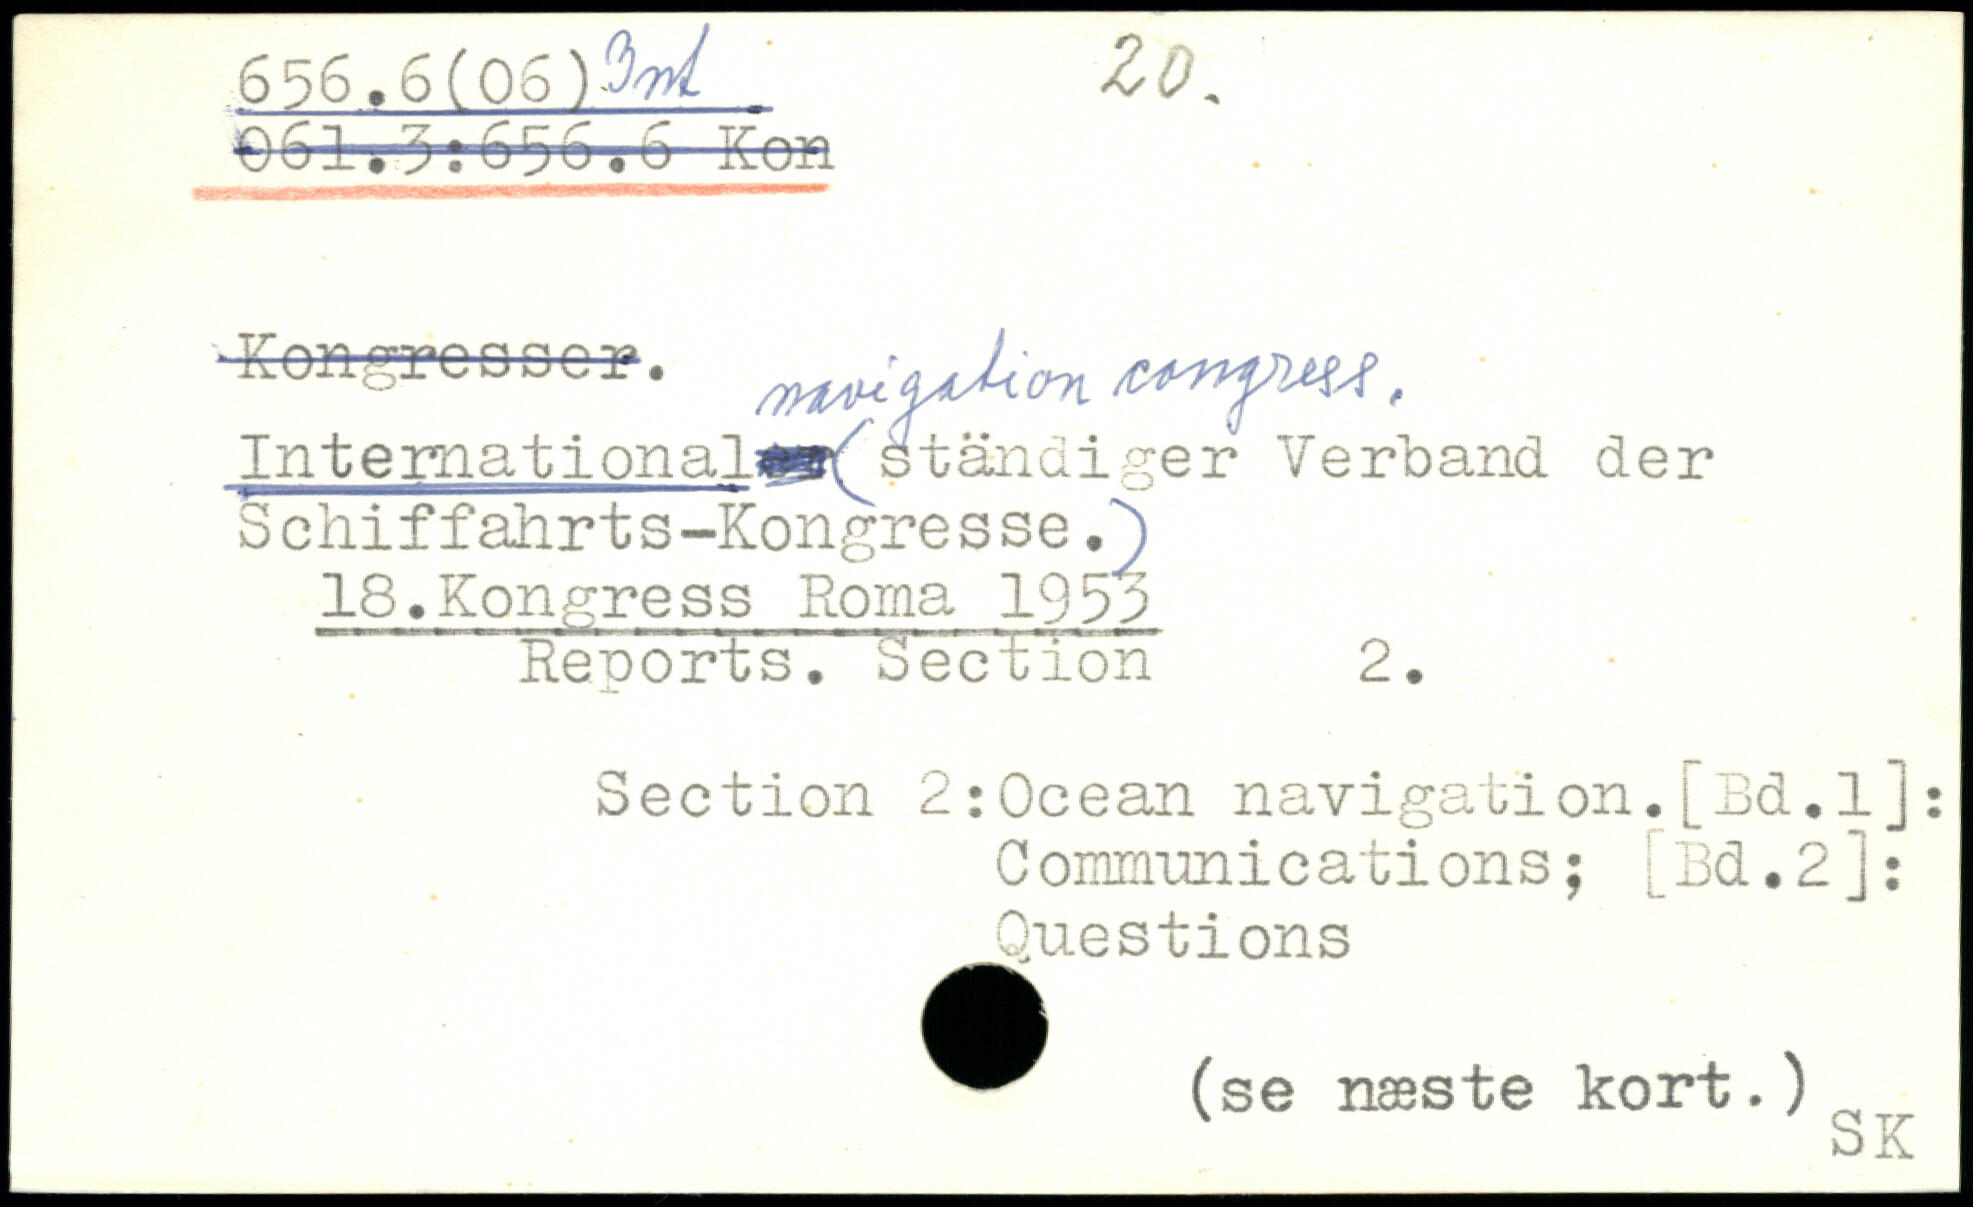 656.6(06) Int 20.
061.3:656.6 Kon
Kongresser.
navigation congress.
International (ständiger Verband der
Schiffahrts-Kongresse.)
18.Kongress Roma 1953
Reports. Section 2.
Section 2:Ocean navigation.[Bd.1]:
Communications; [Bd.2]:
Questions
(se næste kort.)
SK